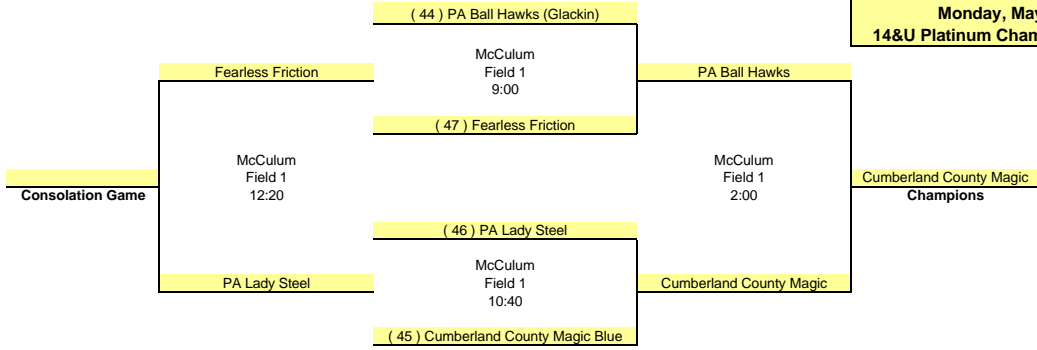 ( 44 ) PA Ball Hawks (Glackin)
Monday, May
14&U Platinum Cham
McCulum
Field 1
9:00
Fearless Friction
PA Ball Hawks
( 47 ) Fearless Friction
McCulum
Field 1
12:20
McCulum
Field 1
2:00
Cumberland County Magic
Consolation Game
Champions
( 46 ) PA Lady Steel
McCulum
Field 1
10:40
PA Lady Steel
Cumberland County Magic
( 45 ) Cumberland County Magic Blue